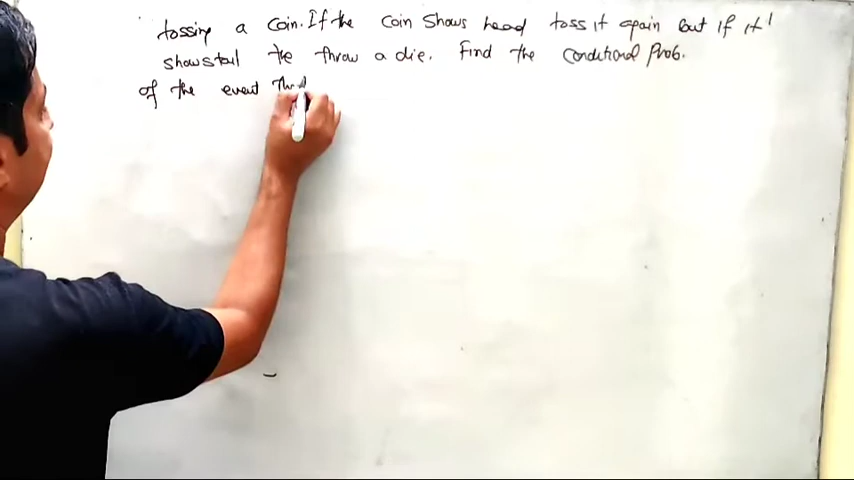 tossing a coin. If the coin shows head toss it again but if it
shows tail the throw a die. Find the conditional Prob.
of the event